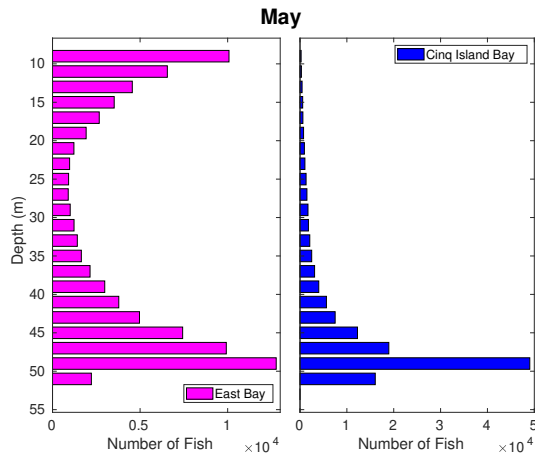 May
10
15
20
25
30
35
40
45
50
55
Depth (m)
East Bay
0 0.5 1
Number of Fish
×10^4
Cinq Island Bay
0 1 2 3 4 5
Number of Fish
×10^4